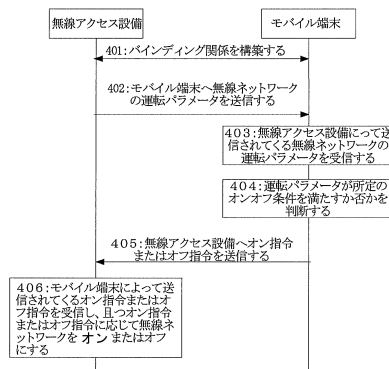 無線アクセス設備
モバイル端末
401:バインディング関係を構築する
402:モバイル端末へ無線ネットワーク
の運転パラメータを送信する
403:無線アクセス設備にって送
信されてくる無線ネットワークの
運転パラメータを受信する
404:運転パラメータが所定の
オンオフ条件を満たすか否かを
判断する
405:無線アクセス設備へオン指令
またはオフ指令を送信する
406:モバイル端末によって送
信されてくるオン指令またはオ
フ指令を受信し、且つオン指令
またはオフ指令に応じて無線ネ
ットワークを オン またはオフ
にする